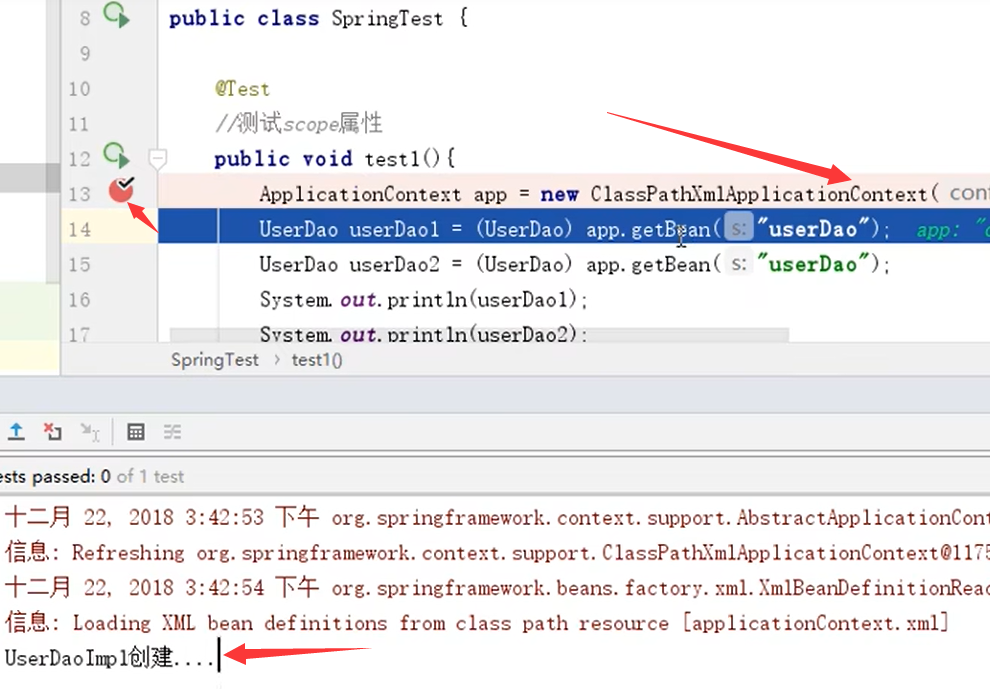 8 public class SpringTest {
9
10 @Test
11 //测试scope属性
12 public void test1(){
13 ApplicationContext app = new ClassPathXmlApplicationContext( con
14 UserDao userDao1 = (UserDao) app.getBean( s: "userDao"); app: "
15 UserDao userDao2 = (UserDao) app.getBean( s: "userDao");
16 System.out.println(userDao1);
17 System.out.println(userDao2);
SpringTest > test1()
ests passed: 0 of 1 test
十二月 22, 2018 3:42:53 下午 org.springframework.context.support.AbstractApplicationCont
信息: Refreshing org.springframework.context.support.ClassPathXmlApplicationContext@1175
十二月 22, 2018 3:42:54 下午 org.springframework.beans.factory.xml.XmlBeanDefinitionRead
信息: Loading XML bean definitions from class path resource [applicationContext.xml]
UserDaoImpl创建....